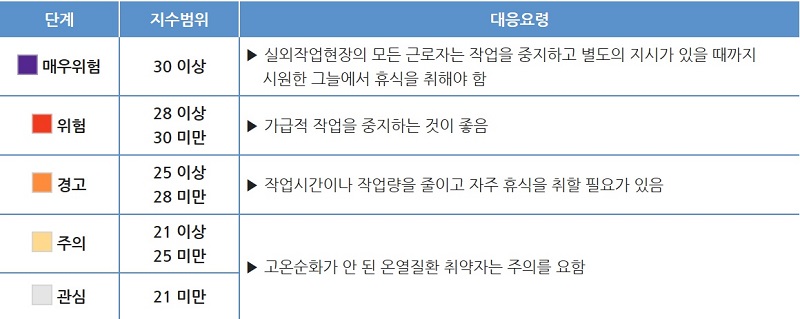 단계 지수범위 대응요령
매우위험 30 이상 ▶ 실외작업현장의 모든 근로자는 작업을 중지하고 별도의 지시가 있을 때까지
시원한 그늘에서 휴식을 취해야 함
위험 28 이상
30 미만 ▶ 가급적 작업을 중지하는 것이 좋음
경고 25 이상
28 미만 ▶ 작업시간이나 작업량을 줄이고 자주 휴식을 취할 필요가 있음
주의 21 이상
25 미만 ▶ 고온순화가 안 된 온열질환 취약자는 주의를 요함
관심 21 미만